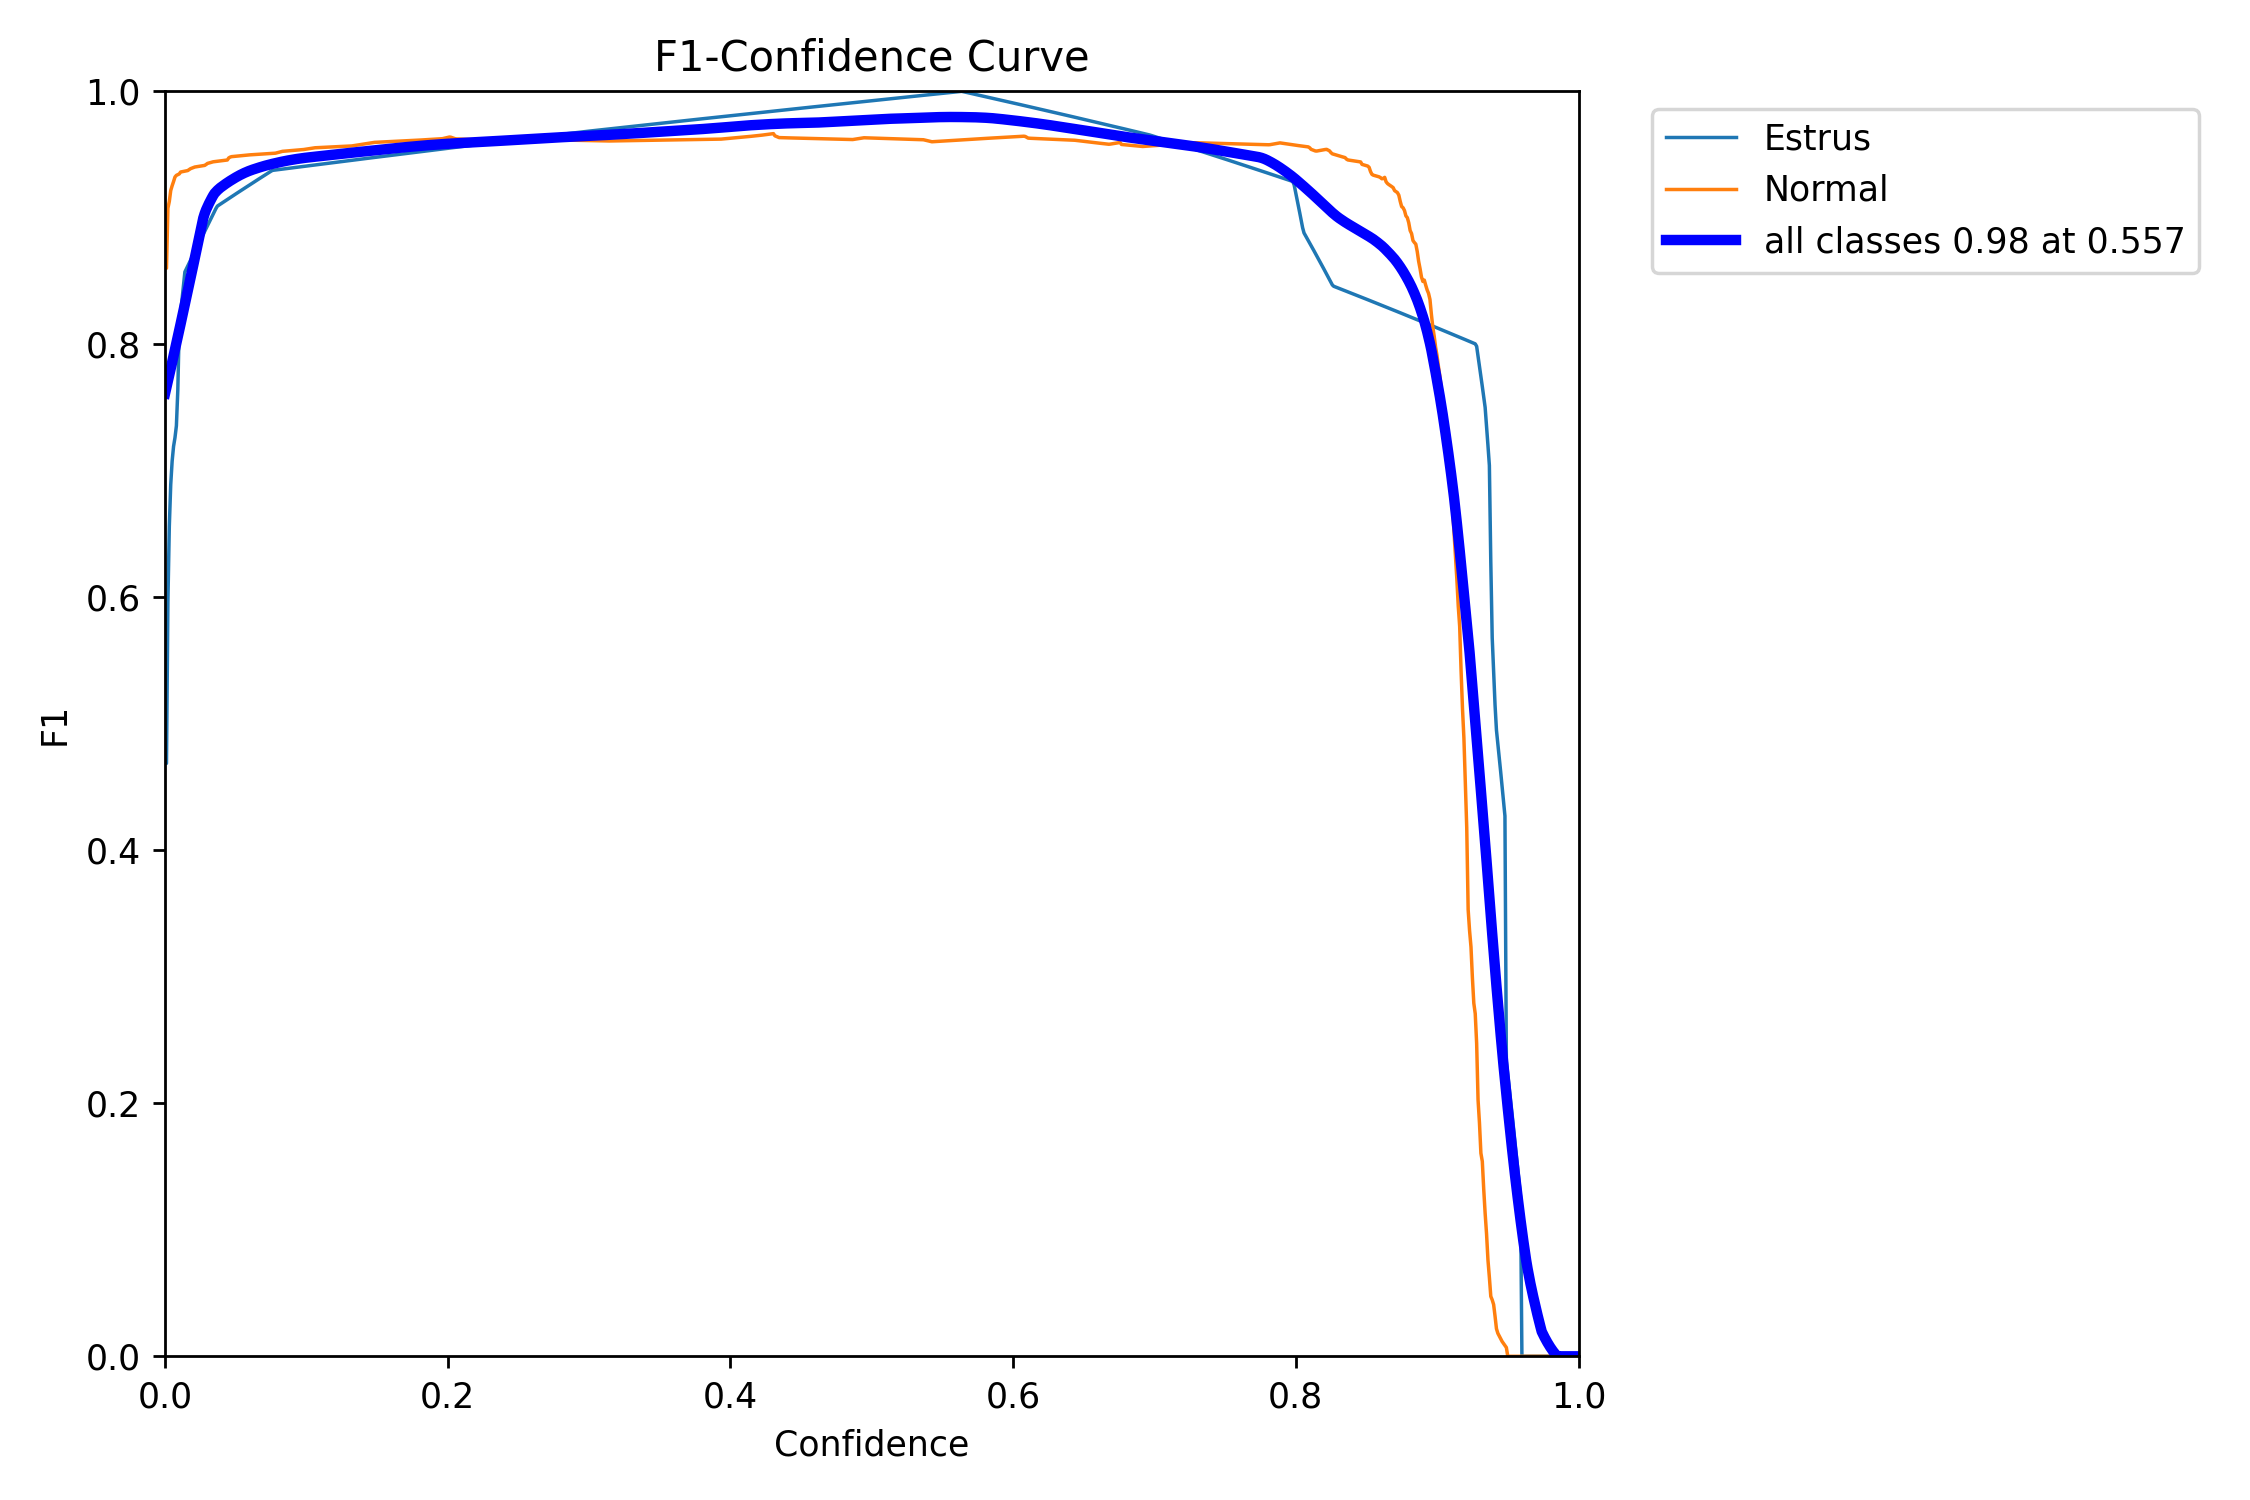 F1-Confidence Curve
1.0
0.8
0.6
0.4
0.2
0.0
F1
0.0 0.2 0.4 0.6 0.8 1.0
Confidence
Estrus
Normal
all classes 0.98 at 0.557